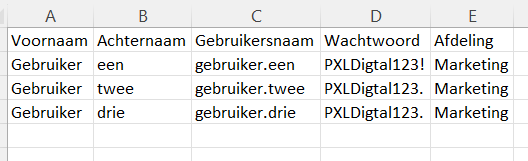 A B C D E
Voornaam Achternaam Gebruikersnaam Wachtwoord Afdeling
Gebruiker een gebruiker.een PXLDigtal123! Marketing
Gebruiker twee gebruiker.twee PXLDigtal123. Marketing
Gebruiker drie gebruiker.drie PXLDigtal123. Marketing